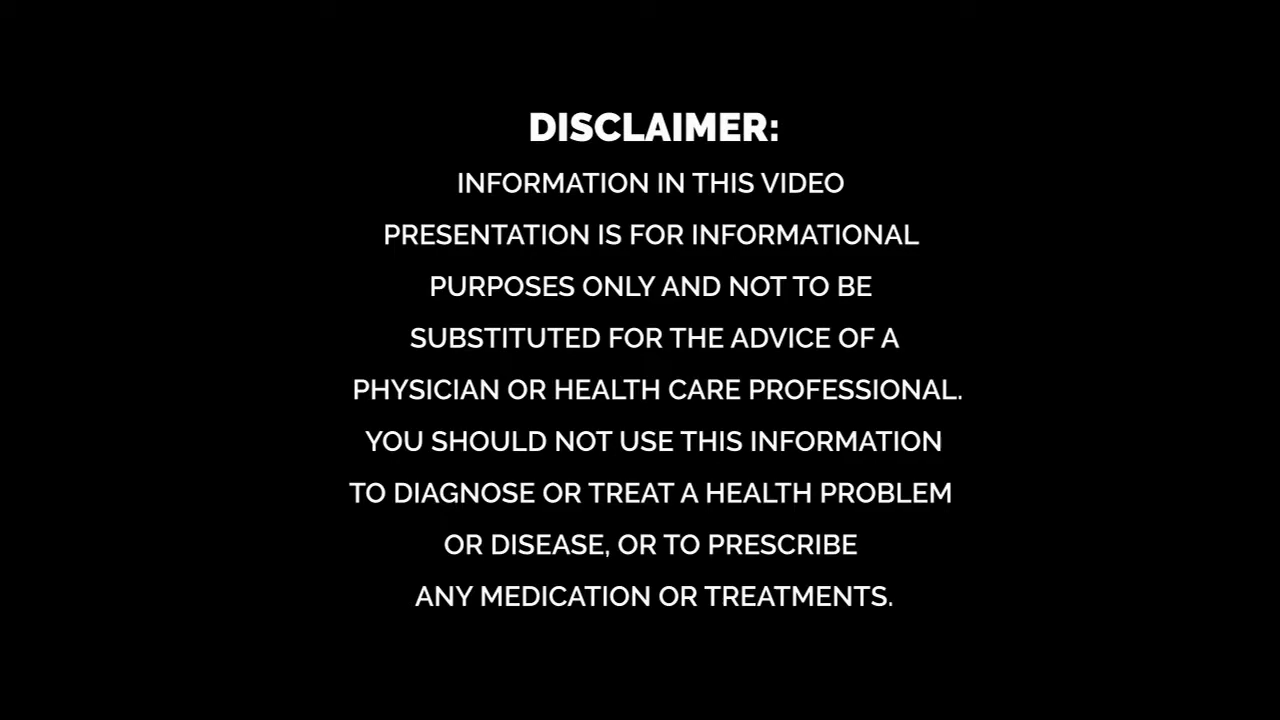 DISCLAIMER:
INFORMATION IN THIS VIDEO
PRESENTATION IS FOR INFORMATIONAL
PURPOSES ONLY AND NOT TO BE
SUBSTITUTED FOR THE ADVICE OF A
PHYSICIAN OR HEALTH CARE PROFESSIONAL.
YOU SHOULD NOT USE THIS INFORMATION
TO DIAGNOSE OR TREAT A HEALTH PROBLEM
OR DISEASE, OR TO PRESCRIBE
ANY MEDICATION OR TREATMENTS.